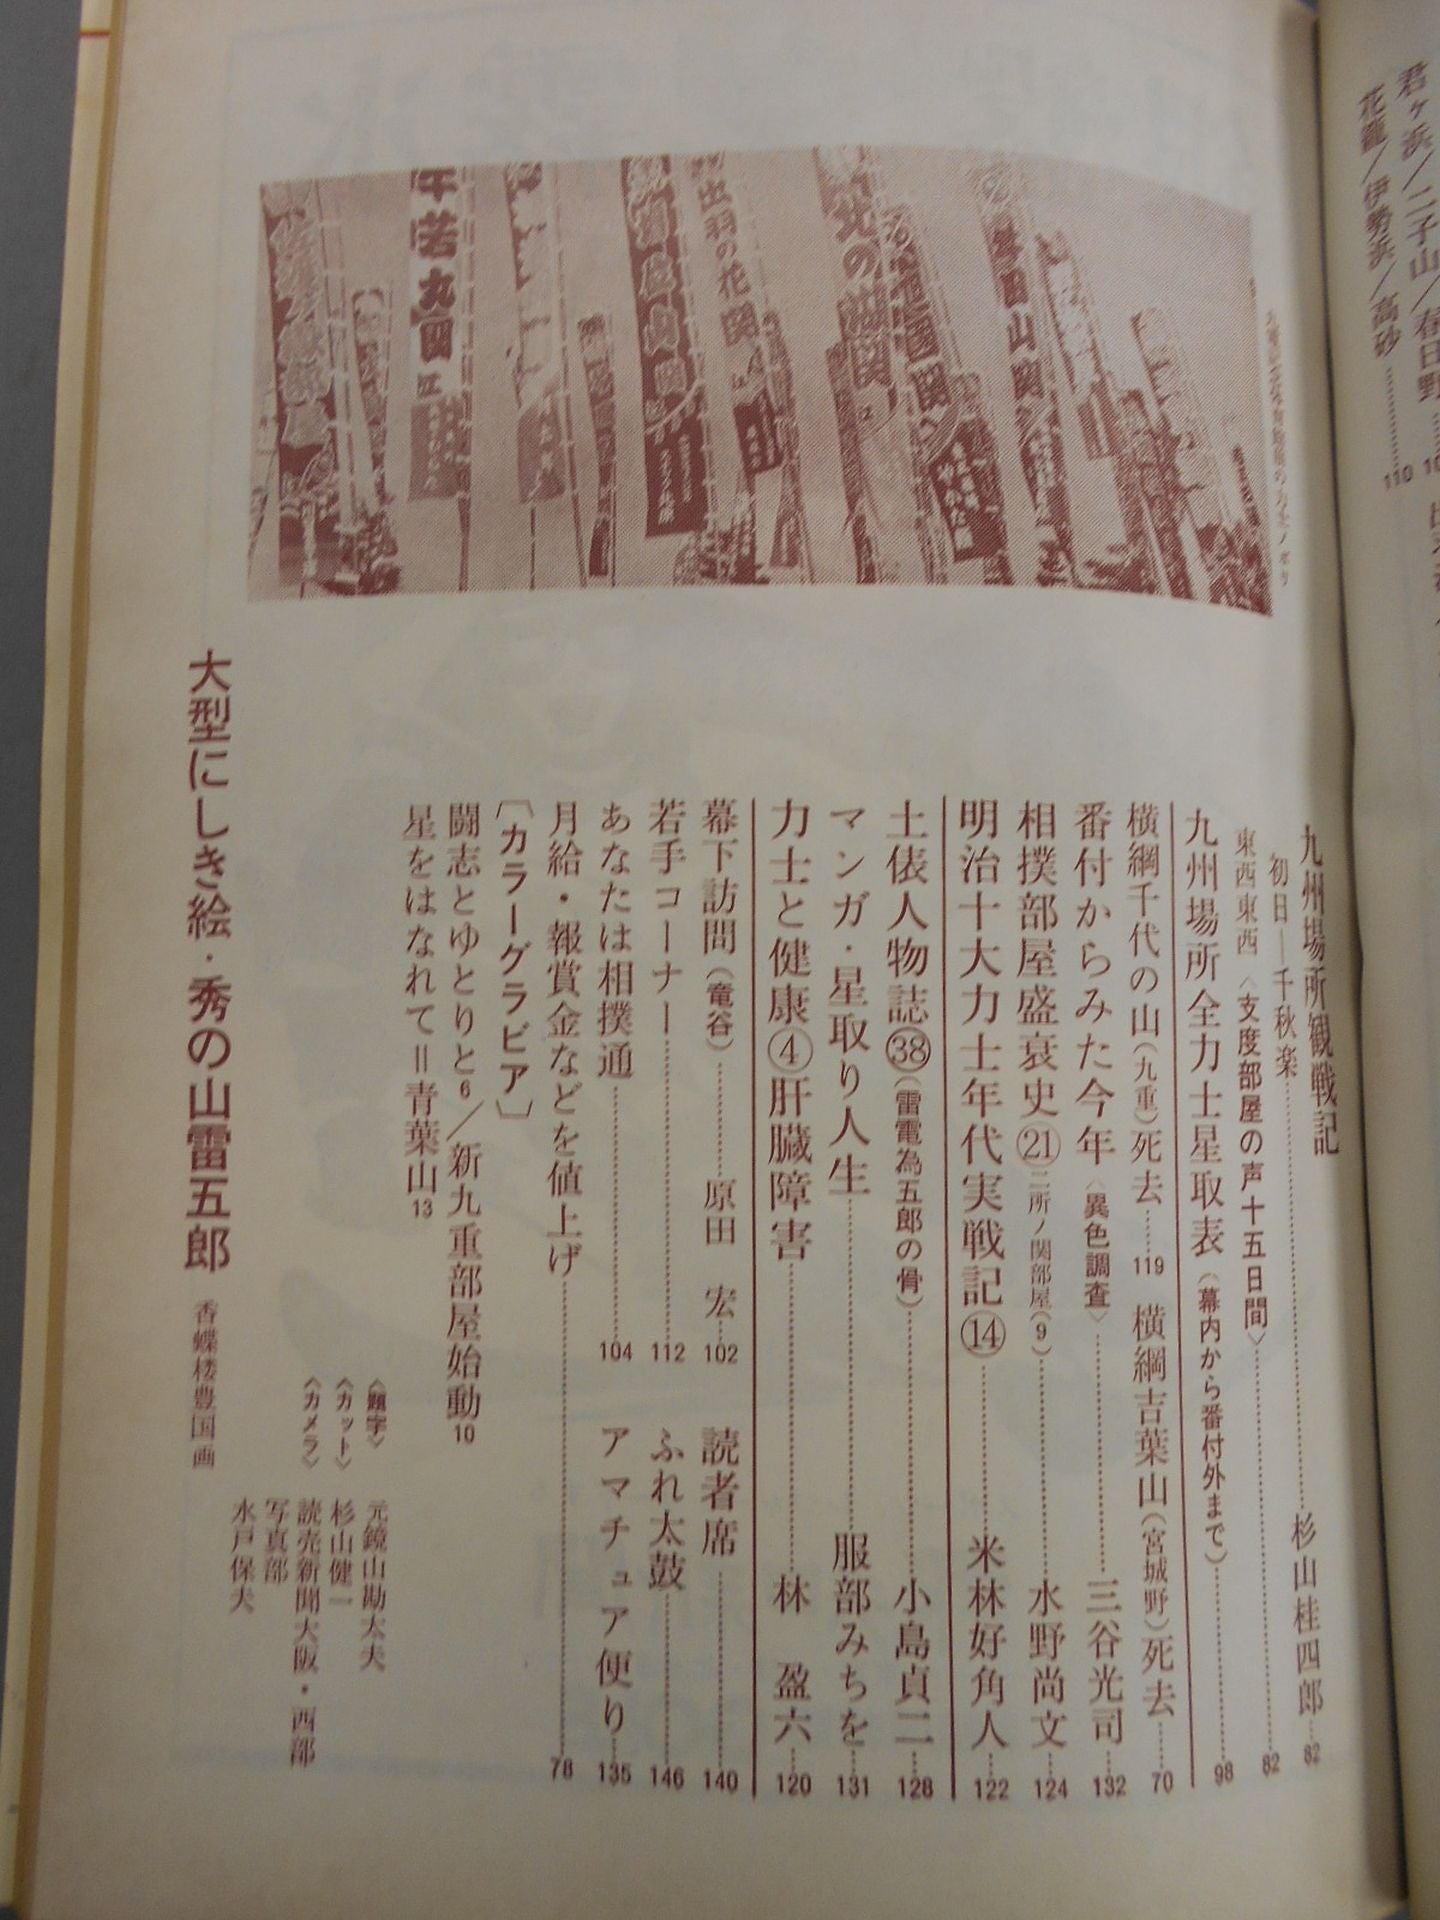 君ヶ浜/二子山/春日野
花籠/伊勢浜/高砂……110
九州場所観戦記
初日―千秋楽……杉山桂四郎…82
東西東西〈支度部屋の声十五日間〉……82
九州場所全力士星取表(幕内から番付外まで)……98
横綱千代の山(九重)死去……119 横綱吉葉山(宮城野)死去……70
番付からみた今年〈異色調査〉……三谷光司…132
相撲部屋盛衰史㉑二所ノ関部屋(9)……水野尚文…124
明治十大力士年代実戦記⑭……米林好角人…122
土俵人物誌㊳(雷電為五郎の骨)……小島貞二…128
マンガ・星取り人生……服部みちを…131
力士と健康④肝臓障害……林 盈六…120
幕下訪問(竜谷)……原田 宏…102 読者席……140
若手コーナー……112 ふれ太鼓……146
あなたは相撲通……104 アマチュア便り…135
月給・報賞金などを値上げ……78
〔カラーグラビア〕
闘志とゆとりと6/新九重部屋始動10
星をはなれて=青葉山13
〈題字〉 元鏡山勘太夫
〈カット〉 杉山健一
〈カメラ〉 読売新聞大阪・西部
写真部
水戸保夫
大型にしき絵・秀の山雷五郎 香蝶楼豊国画
出羽の花関
牛若丸関